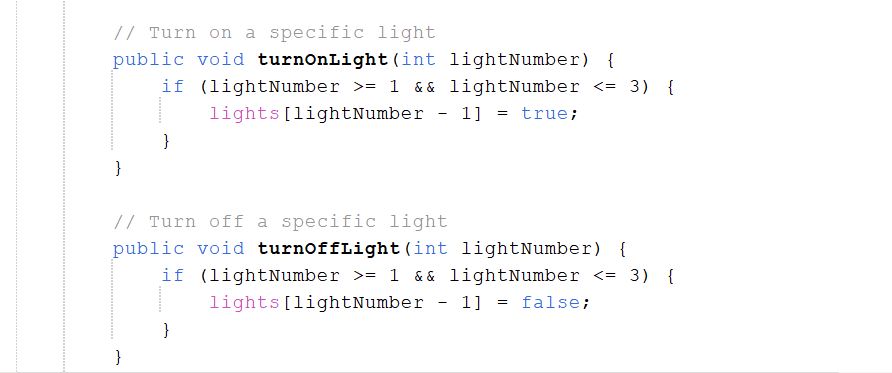 // Turn on a specific light
public void turnOnLight(int lightNumber) {
if (lightNumber >= 1 && lightNumber <= 3) {
lights[lightNumber - 1] = true;
}
}
// Turn off a specific light
public void turnOffLight(int lightNumber) {
if (lightNumber >= 1 && lightNumber <= 3) {
lights[lightNumber - 1] = false;
}
}